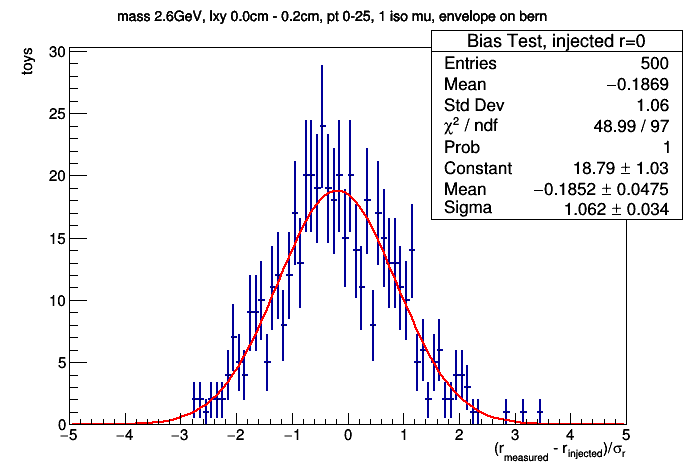 mass 2.6GeV, lxy 0.0cm - 0.2cm, pt 0-25, 1 iso mu, envelope on bern
toys
Bias Test, injected r=0
Entries 500
Mean −0.1869
Std Dev 1.06
χ² / ndf 48.99 / 97
Prob 1
Constant 18.79 ± 1.03
Mean −0.1852 ± 0.0475
Sigma 1.062 ± 0.034
30
25
20
15
10
5
0
−5 −4 −3 −2 −1 0 1 2 3 4 5
(r_measured - r_injected)/σ_r